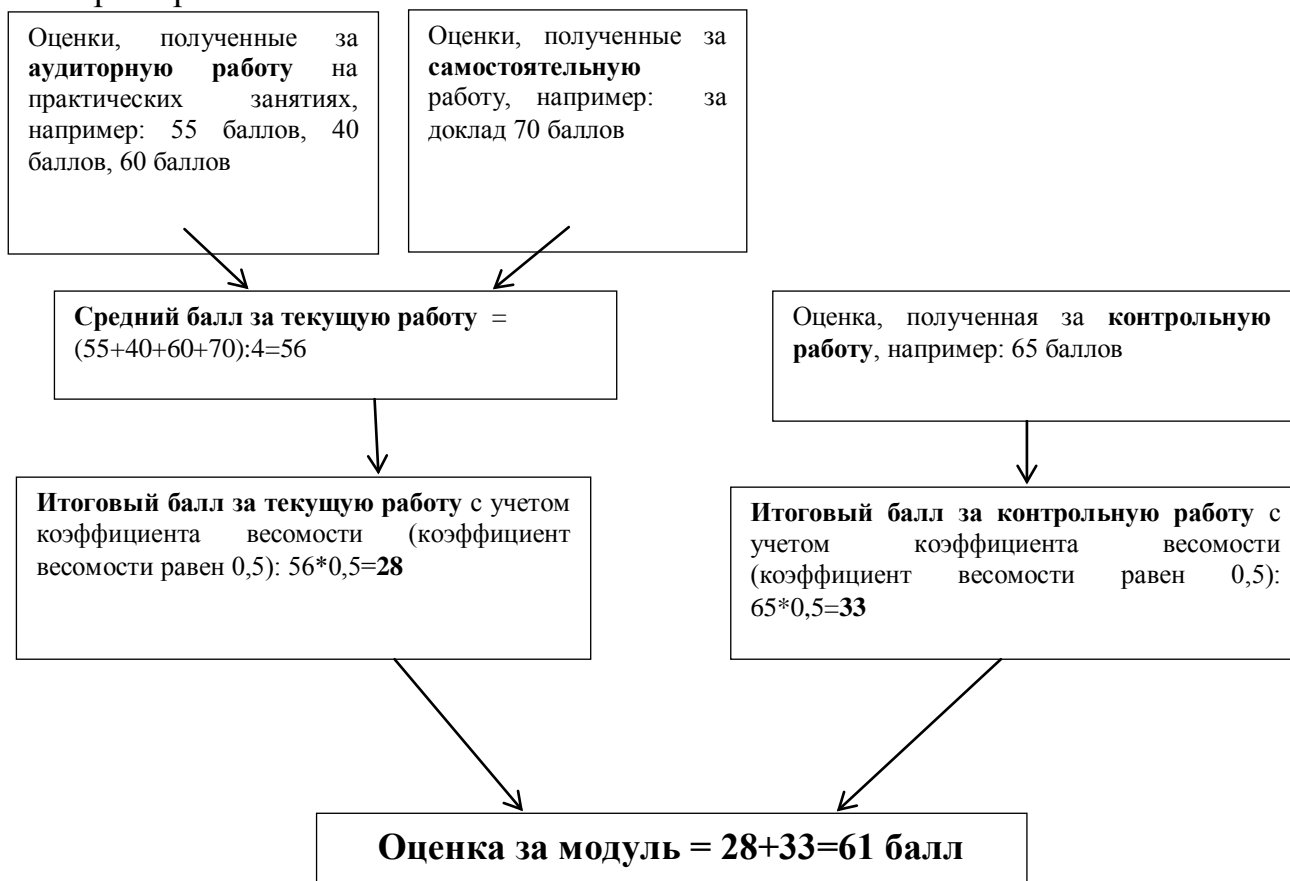 Оценки, полученные за
аудиторную работу на
практических занятиях,
например: 55 баллов, 40
баллов, 60 баллов
Оценки, полученные за
самостоятельную
работу, например: за
доклад 70 баллов
Средний балл за текущую работу =
(55+40+60+70):4=56
Оценка, полученная за контрольную
работу, например: 65 баллов
Итоговый балл за текущую работу с учетом
коэффициента весомости (коэффициент
весомости равен 0,5): 56*0,5=28
Итоговый балл за контрольную работу с
учетом коэффициента весомости
(коэффициент весомости равен 0,5):
65*0,5=33
Оценка за модуль = 28+33=61 балл